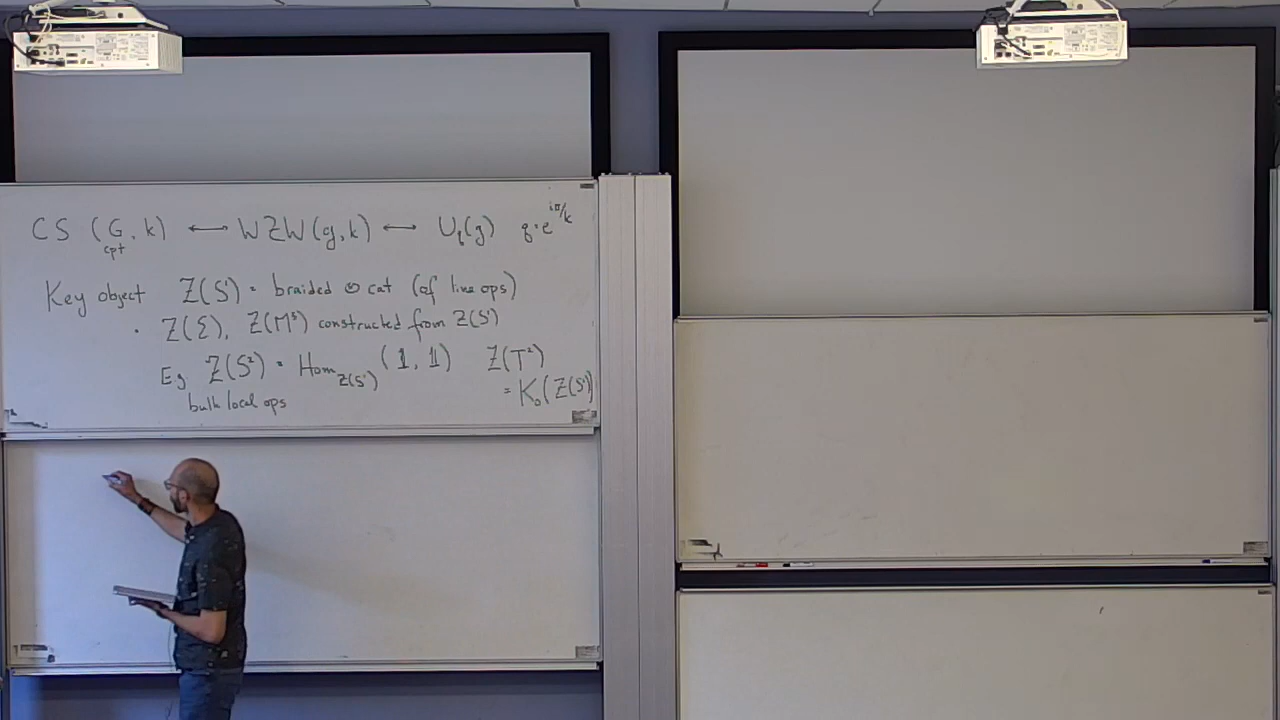 CS (G, k) ⟷ WZW(g, k) ⟷ U_q(g) q = e^{iπ/k}
cpt
Key object Z(S¹) = braided ⊗ cat (of line ops)
• Z(Σ), Z(M³) constructed from Z(S¹)
Eg Z(S²) = Hom_{Z(S¹)} (𝟙, 𝟙) Z(T²)
= K₀(Z(S¹))
bulk local ops